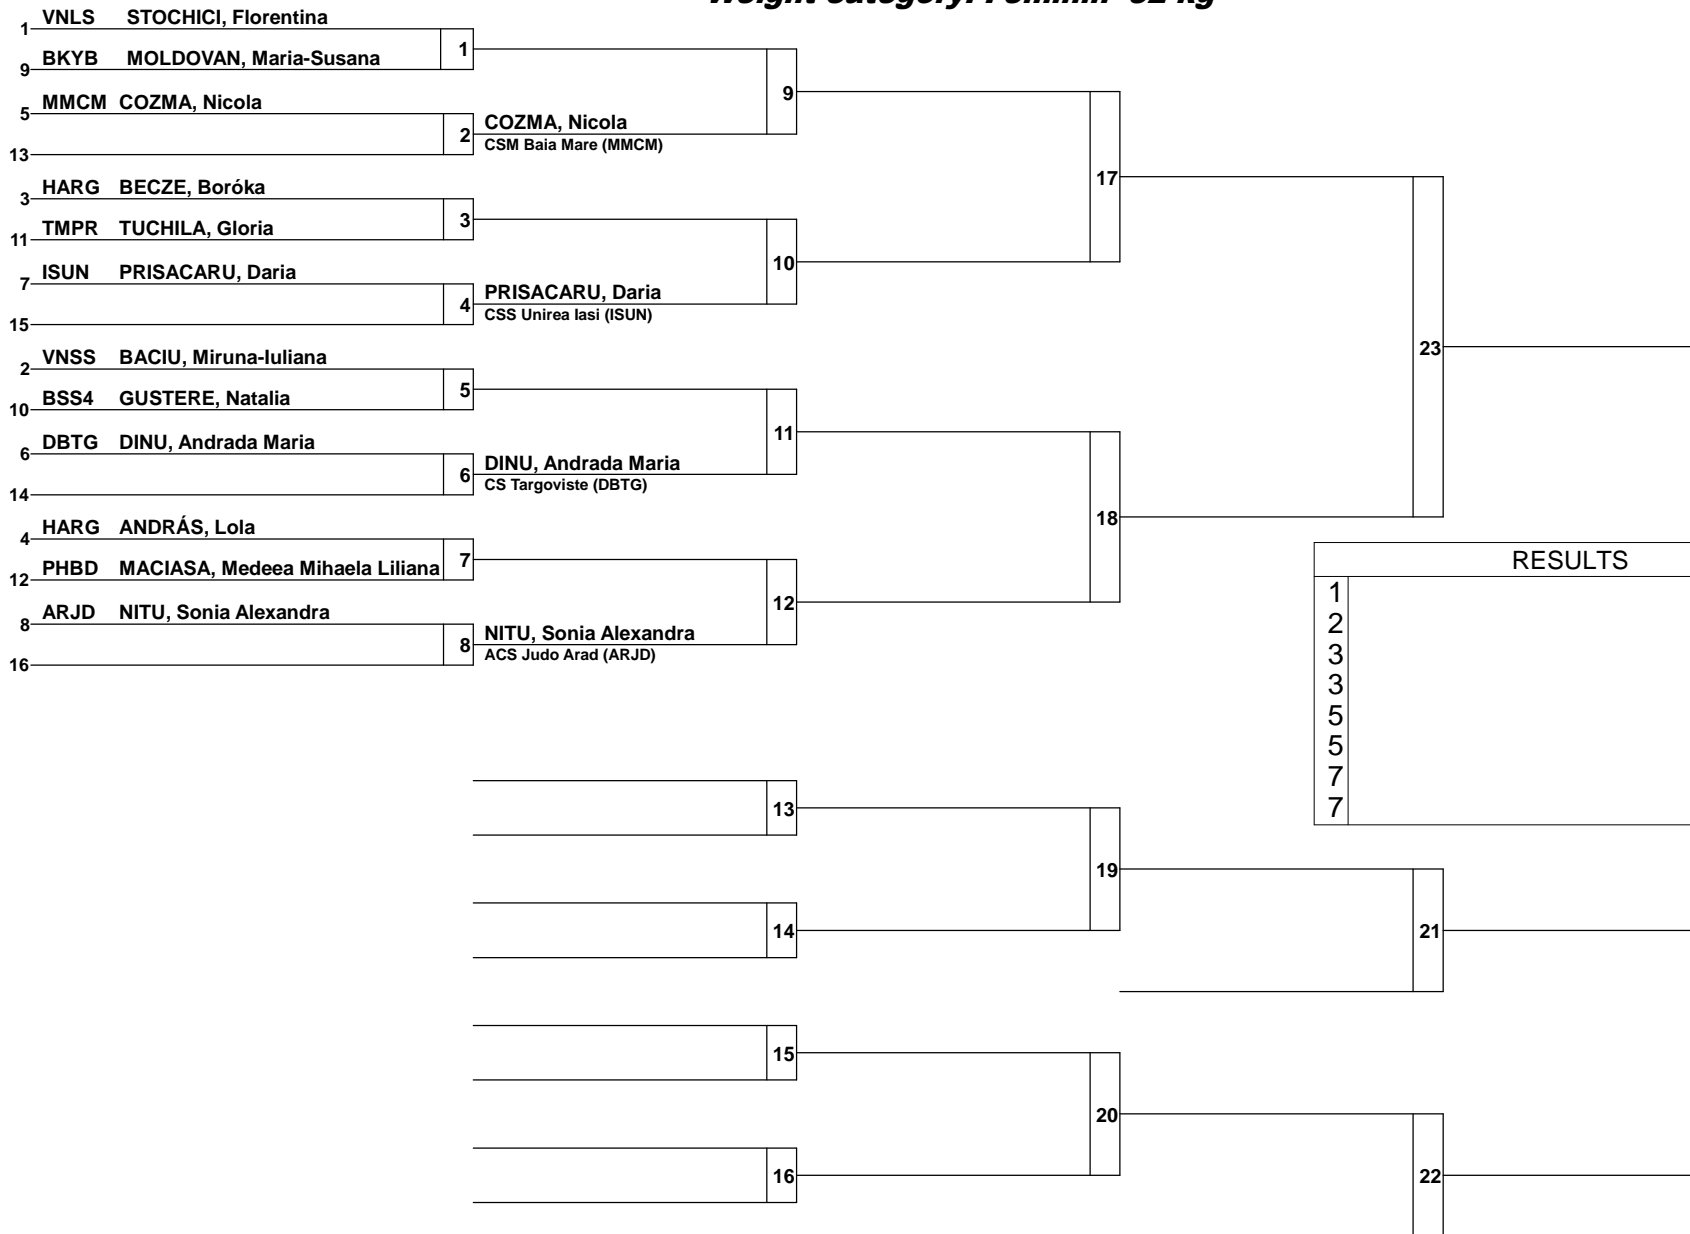 Weight category: Feminin -52 kg
1 VNLS STOCHICI, Florentina
1
9 BKYB MOLDOVAN, Maria-Susana
9
5 MMCM COZMA, Nicola
2 COZMA, Nicola
CSM Baia Mare (MMCM)
13
17
3 HARG BECZE, Boróka
3
11 TMPR TUCHILA, Gloria
10
7 ISUN PRISACARU, Daria
4 PRISACARU, Daria
CSS Unirea Iasi (ISUN)
15
23
2 VNSS BACIU, Miruna-Iuliana
5
10 BSS4 GUSTERE, Natalia
11
6 DBTG DINU, Andrada Maria
6 DINU, Andrada Maria
CS Targoviste (DBTG)
14
18
4 HARG ANDRÁS, Lola
7
12 PHBD MACIASA, Medeea Mihaela Liliana
12
8 ARJD NITU, Sonia Alexandra
8 NITU, Sonia Alexandra
ACS Judo Arad (ARJD)
16
RESULTS
1
2
3
3
5
5
7
7
13
19
14
21
15
20
16
22